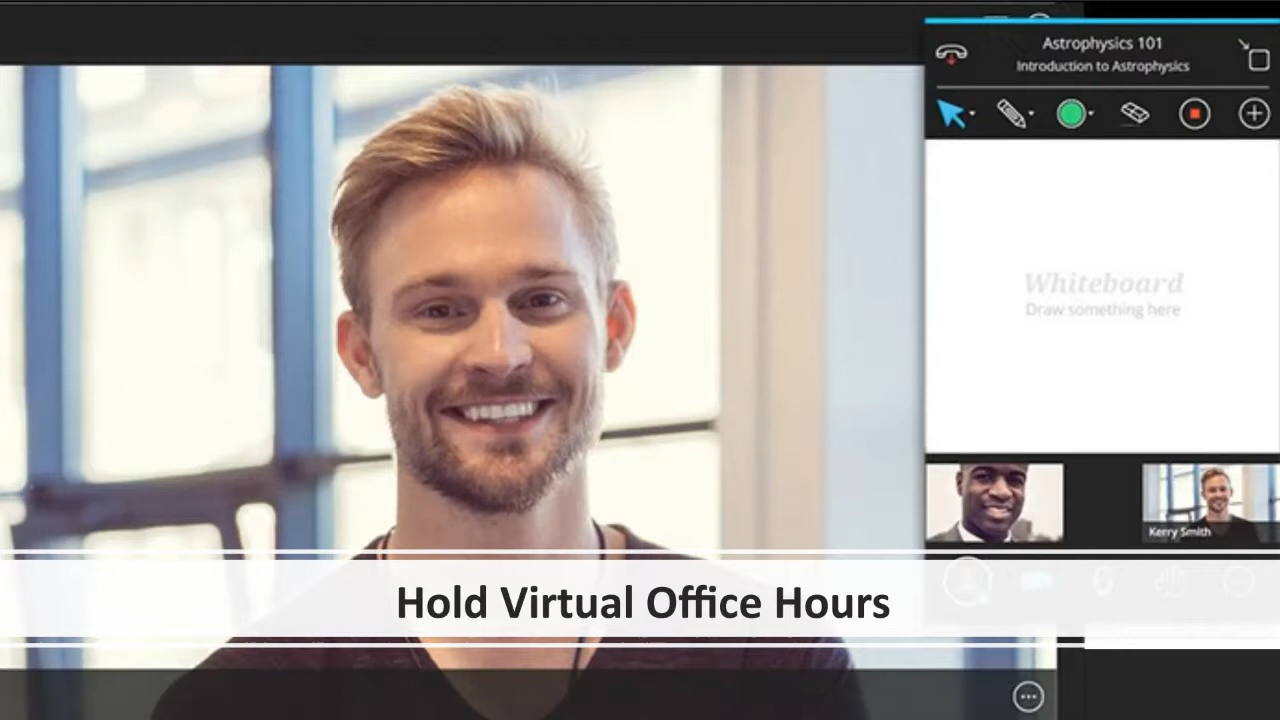 Astrophysics 101
Introduction to Astrophysics
Whiteboard
Draw something here
Kerry Smith
Hold Virtual Office Hours